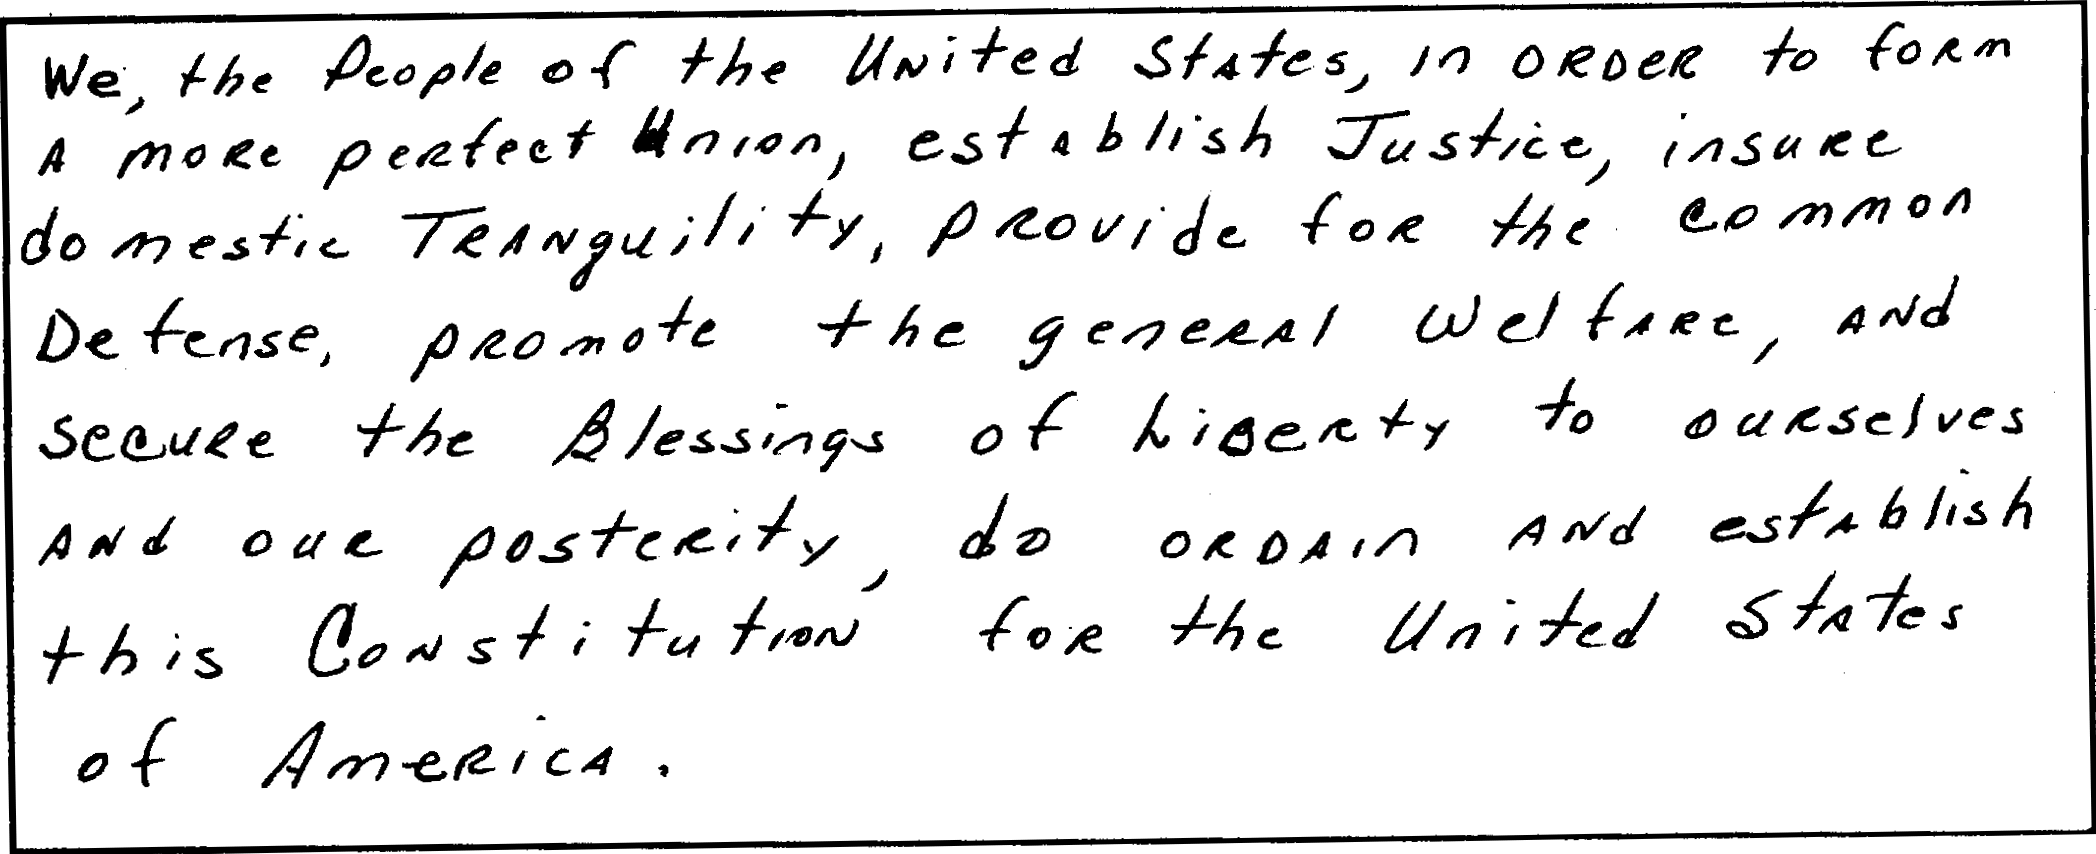 We, the People of the United States, in order to form
a more perfect Union, establish Justice, insure
domestic Tranquility, provide for the common
Defense, promote the general Welfare, and
secure the Blessings of Liberty to ourselves
and our posterity, do ordain and establish
this Constitution for the United States
of America.